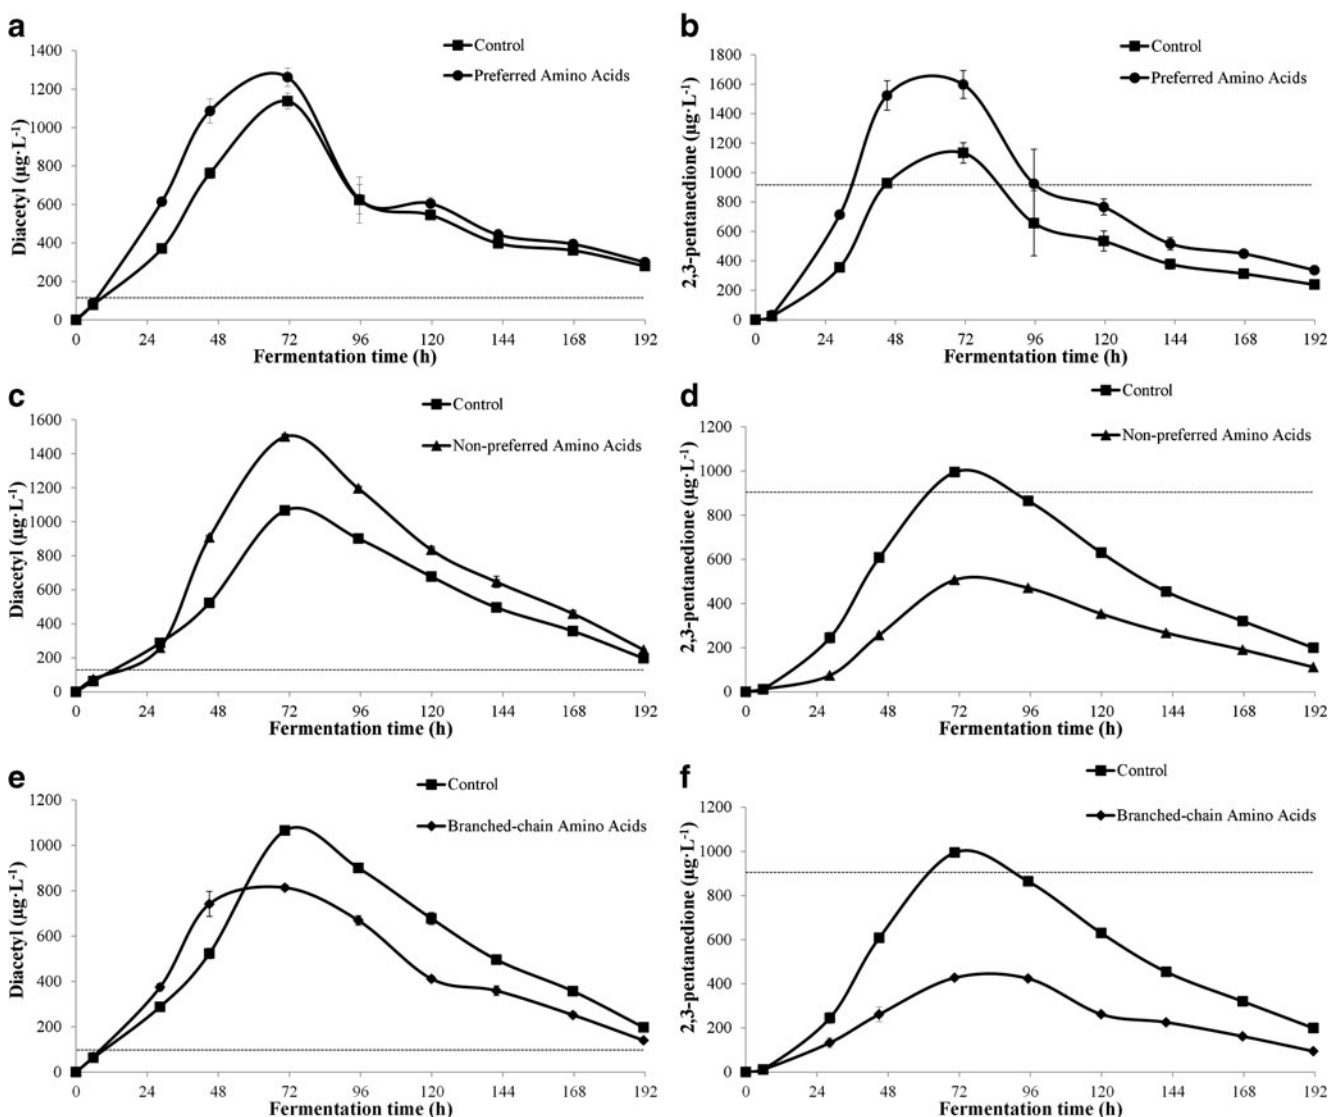 a
Control
Preferred Amino Acids
Diacetyl (µg·L-1)
1400
1200
1000
800
600
400
200
0
0 24 48 72 96 120 144 168 192
Fermentation time (h)
b
Control
Preferred Amino Acids
2,3-pentanedione (µg·L-1)
1800
1600
1400
1200
1000
800
600
400
200
0
0 24 48 72 96 120 144 168 192
Fermentation time (h)
c
Control
Non-preferred Amino Acids
Diacetyl (µg·L-1)
1600
1400
1200
1000
800
600
400
200
0
0 24 48 72 96 120 144 168 192
Fermentation time (h)
d
Control
Non-preferred Amino Acids
2,3-pentanedione (µg·L-1)
1200
1000
800
600
400
200
0
0 24 48 72 96 120 144 168 192
Fermentation time (h)
e
Control
Branched-chain Amino Acids
Diacetyl (µg·L-1)
1200
1000
800
600
400
200
0
0 24 48 72 96 120 144 168 192
Fermentation time (h)
f
Control
Branched-chain Amino Acids
2,3-pentanedione (µg·L-1)
1200
1000
800
600
400
200
0
0 24 48 72 96 120 144 168 192
Fermentation time (h)